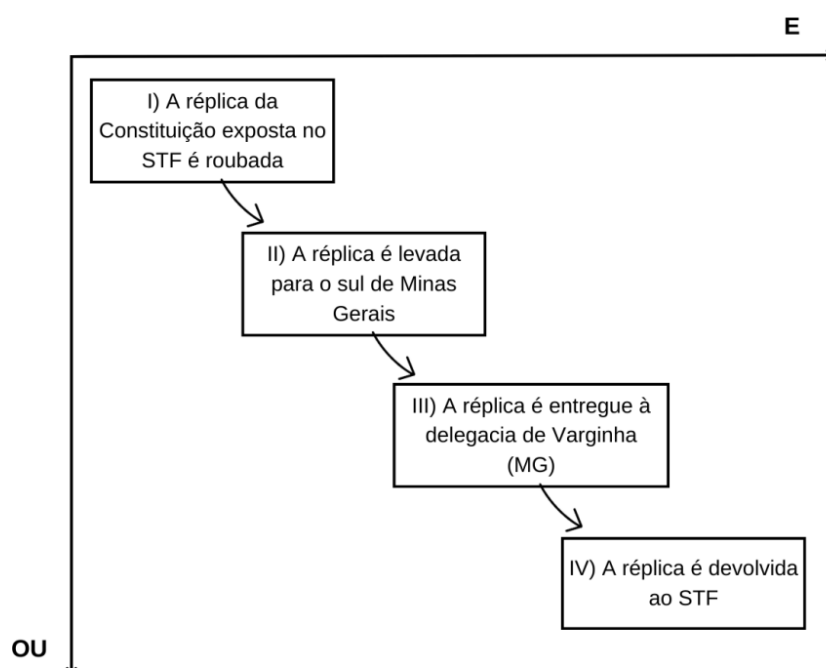 E
I) A réplica da
Constituição exposta no
STF é roubada
II) A réplica é levada
para o sul de Minas
Gerais
III) A réplica é entregue à
delegacia de Varginha
(MG)
IV) A réplica é devolvida
ao STF
OU